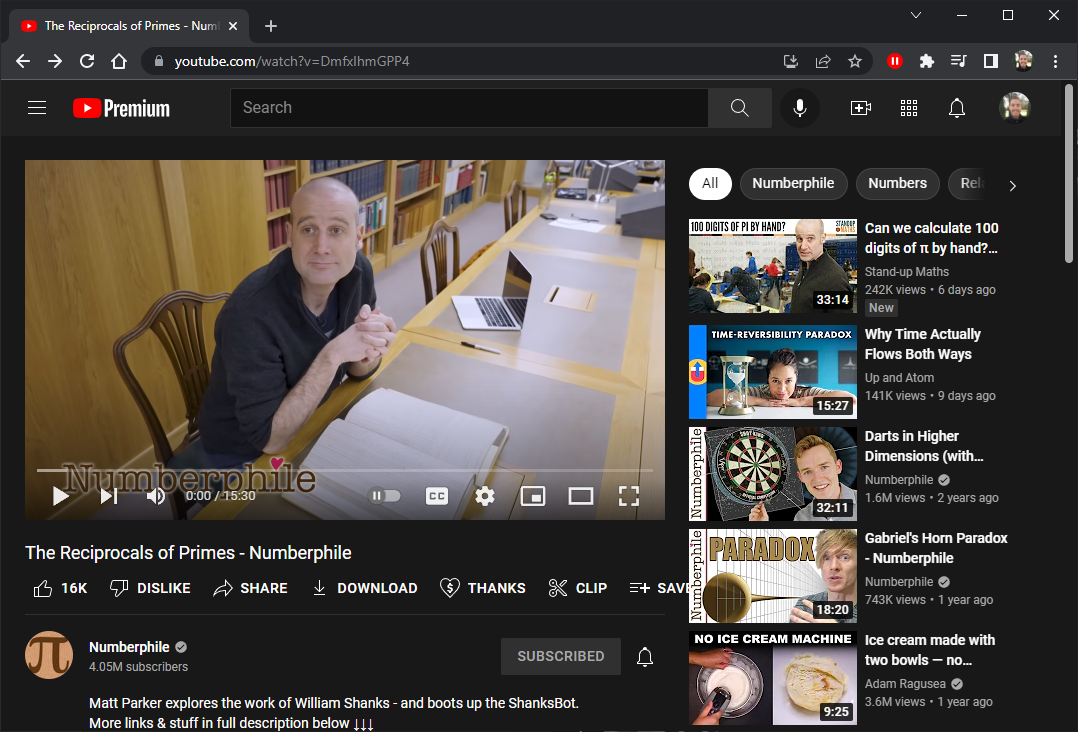 The Reciprocals of Primes - Num
youtube.com/watch?v=DmfxIhmGPP4
Premium
Search
Numberphile
0:00 / 15:30
CC
The Reciprocals of Primes - Numberphile
16K
DISLIKE
SHARE
DOWNLOAD
THANKS
CLIP
SAVE
Numberphile
4.05M subscribers
SUBSCRIBED
Matt Parker explores the work of William Shanks - and boots up the ShanksBot.
More links & stuff in full description below ↓↓↓
All
Numberphile
Numbers
Rel
100 DIGITS OF PI BY HAND?
STANDUP
MATHS
33:14
Can we calculate 100
digits of π by hand?…
Stand-up Maths
242K views • 6 days ago
New
TIME-REVERSIBILITY PARADOX
15:27
Why Time Actually
Flows Both Ways
Up and Atom
141K views • 9 days ago
Numberphile
32:11
Darts in Higher
Dimensions (with…
Numberphile
1.6M views • 2 years ago
Numberphile
PARADOX
18:20
Gabriel's Horn Paradox
- Numberphile
Numberphile
743K views • 1 year ago
NO ICE CREAM MACHINE
9:25
Ice cream made with
two bowls — no…
Adam Ragusea
3.6M views • 1 year ago